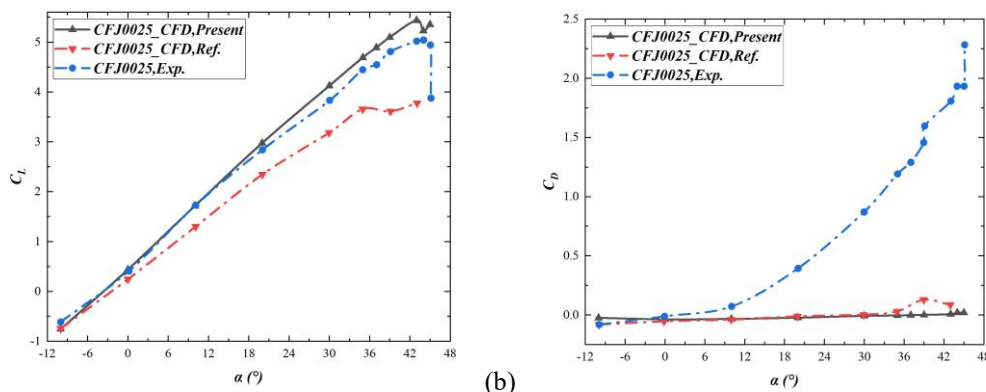 CFJ0025_CFD,Present
CFJ0025_CFD,Ref.
CFJ0025,Exp.
5
4
3
2
1
0
-1
C_L
-12 -6 0 6 12 18 24 30 36 42 48
α (°)
(b)
CFJ0025_CFD,Present
CFJ0025_CFD,Ref.
CFJ0025,Exp.
2.5
2.0
1.5
1.0
0.5
0.0
C_D
-12 -6 0 6 12 18 24 30 36 42 48
α (°)